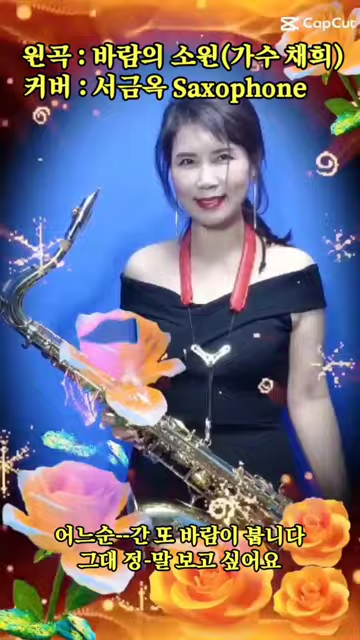 CapCut
원곡 : 바람의 소원(가수 채희)
커버 : 서금옥 Saxophone
어느순--간 또 바람이 붑니다
그대 정-말 보고 싶어요